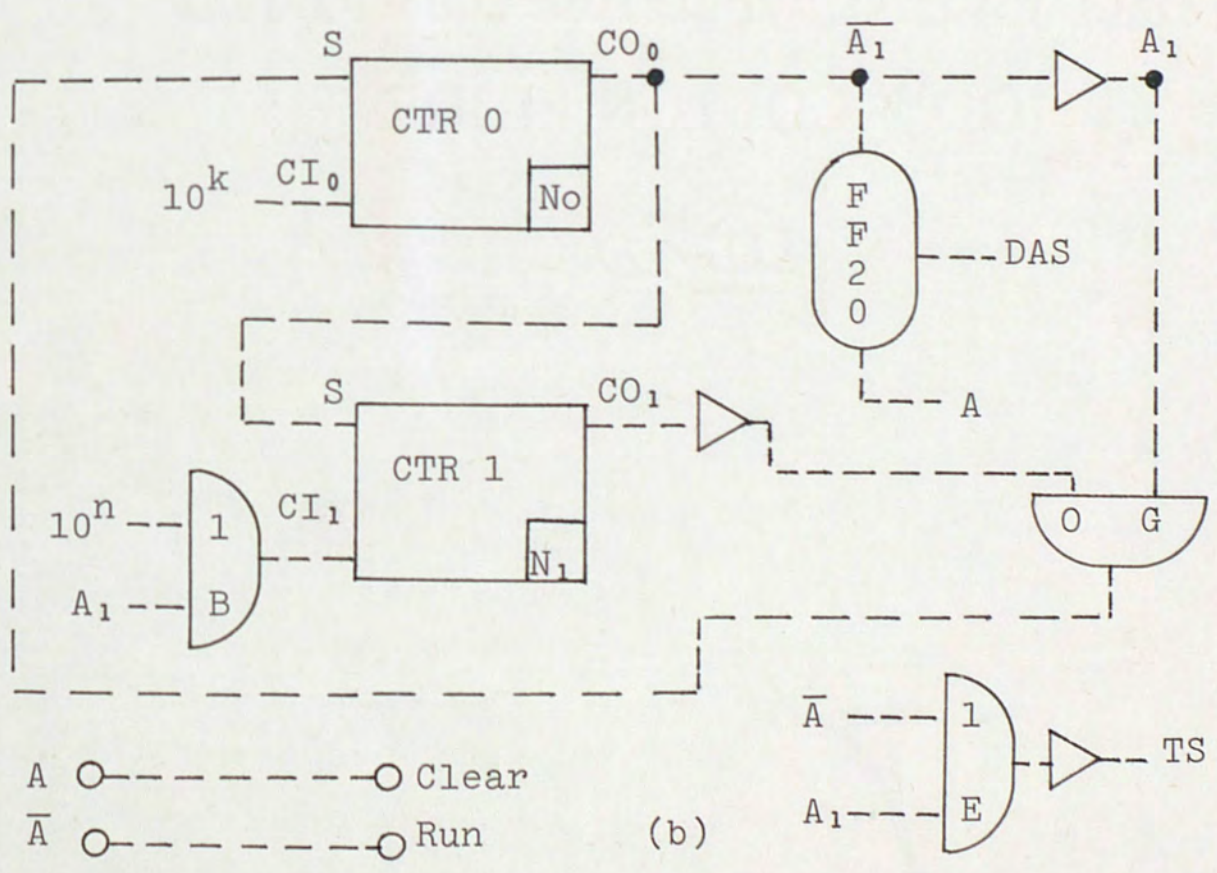 S
CO₀
A̅₁
A₁
CTR 0
10ᵏ
CI₀
No
F
F
2
0
DAS
A
S
CO₁
CTR 1
10ⁿ
CI₁
1
N₁
A₁
B
O
G
A̅
1
TS
A₁
E
A
Clear
A̅
Run
(b)